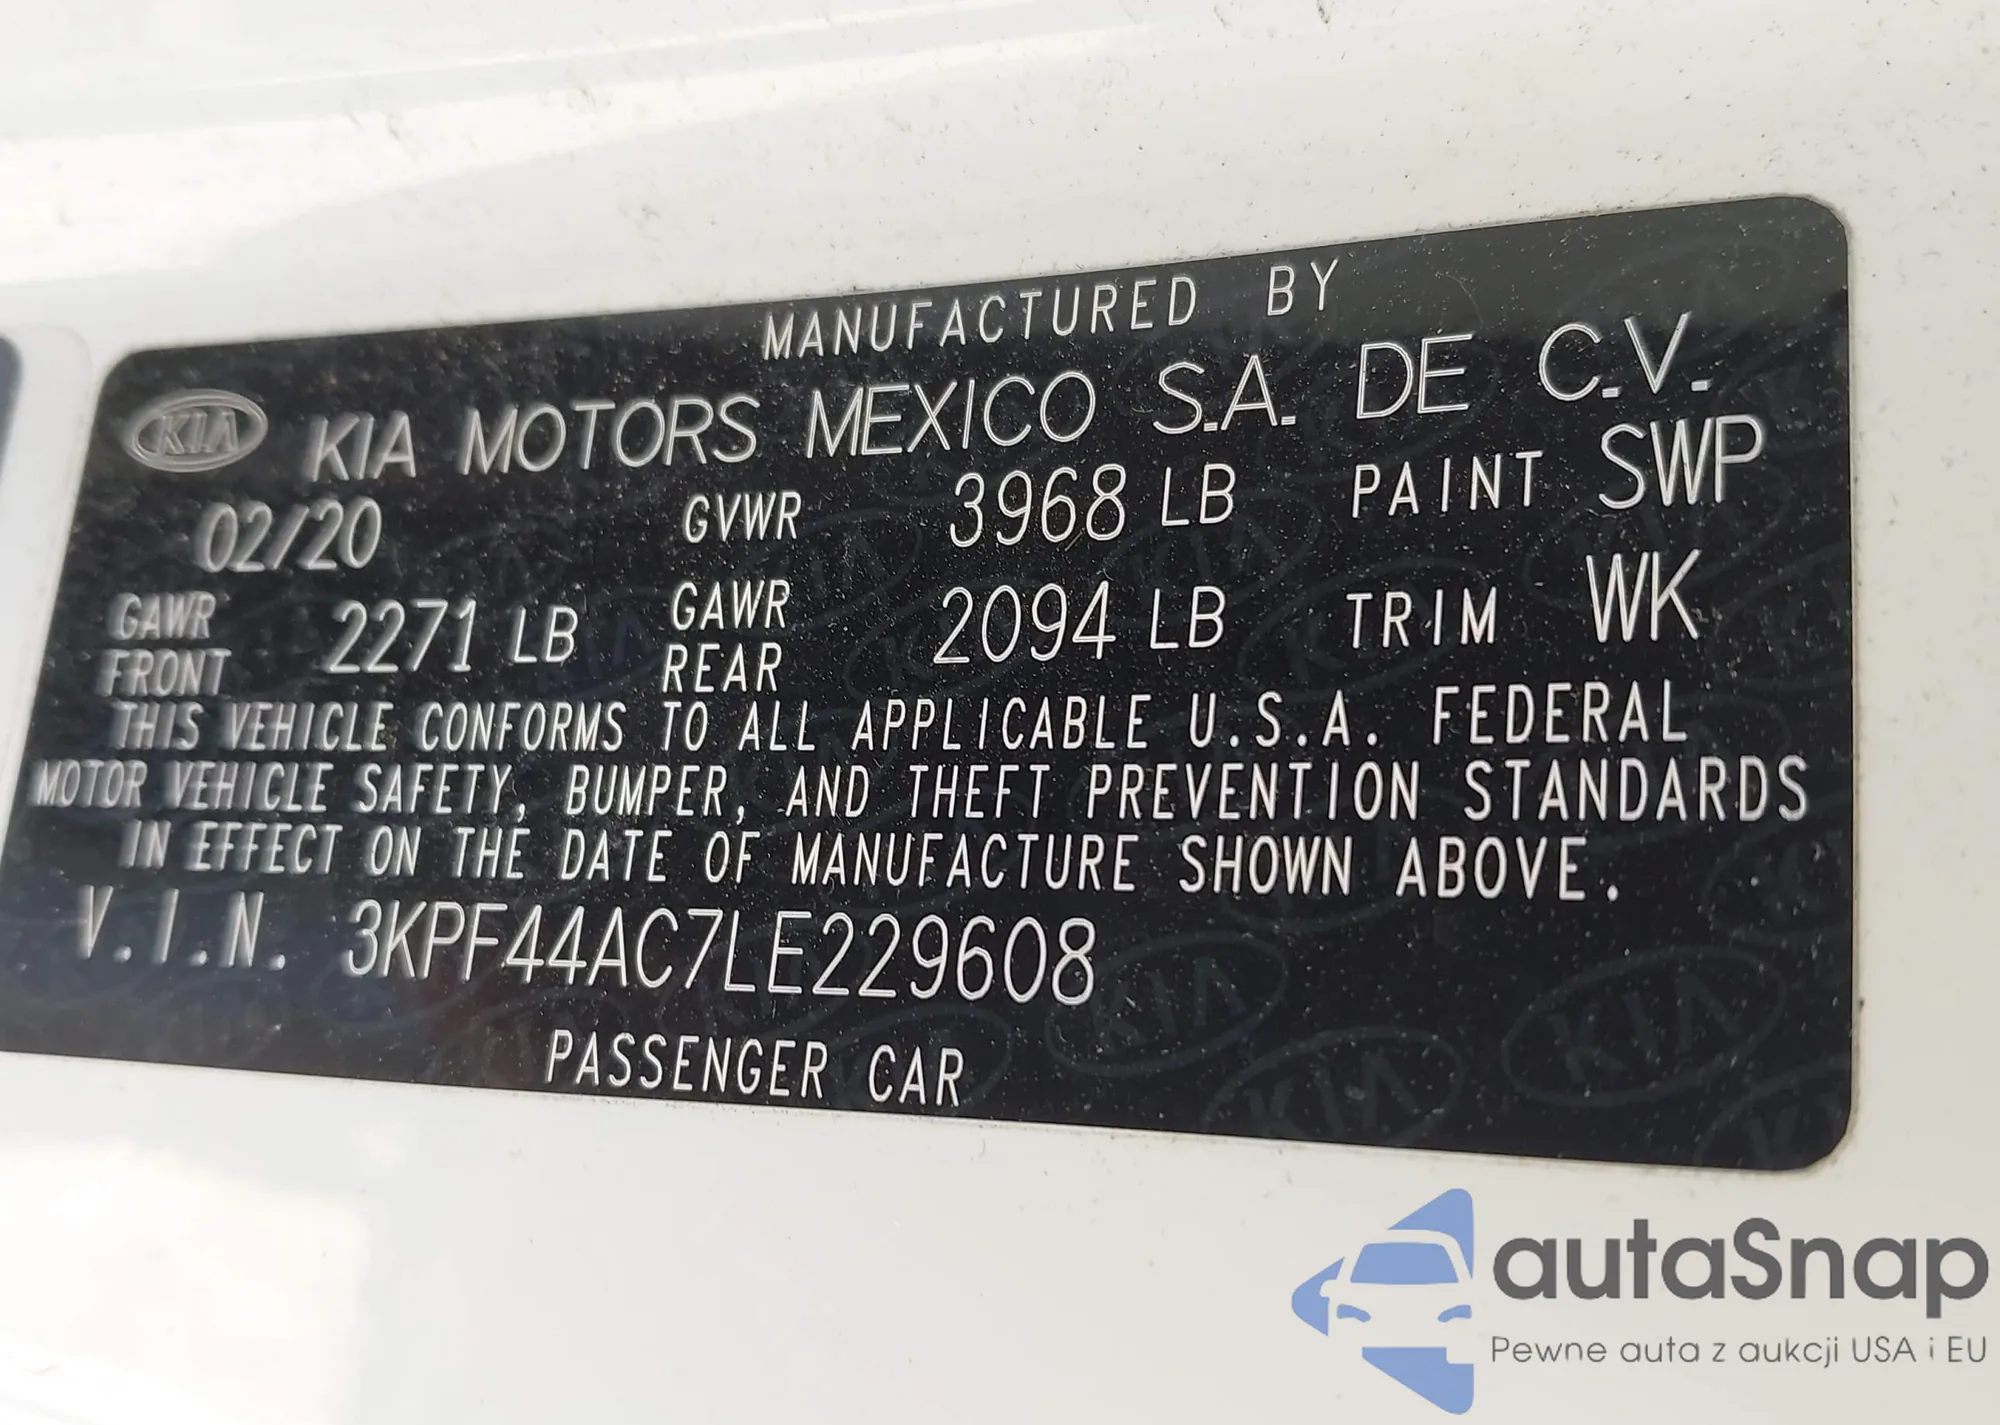 MANUFACTURED BY
KIA KIA MOTORS MEXICO S.A. DE C.V.
02/20 GVWR 3968 LB PAINT SWP
GAWR FRONT 2271 LB GAWR REAR 2094 LB TRIM WK
THIS VEHICLE CONFORMS TO ALL APPLICABLE U.S.A. FEDERAL
MOTOR VEHICLE SAFETY, BUMPER, AND THEFT PREVENTION STANDARDS
IN EFFECT ON THE DATE OF MANUFACTURE SHOWN ABOVE.
V.I.N. 3KPF44AC7LE229608
PASSENGER CAR
autaSnap
Pewne auta z aukcji USA i EU